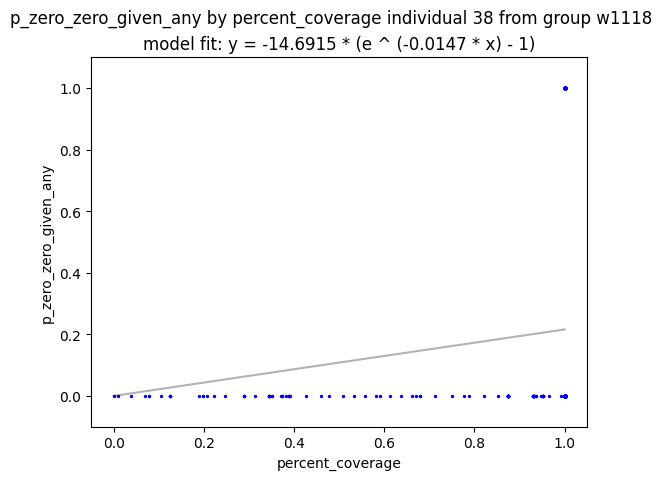 p_zero_zero_given_any by percent_coverage individual 38 from group w1118
model fit: y = -14.6915 * (e ^ (-0.0147 * x) - 1)
1.0
0.8
0.6
0.4
0.2
0.0
p_zero_zero_given_any
0.0 0.2 0.4 0.6 0.8 1.0
percent_coverage